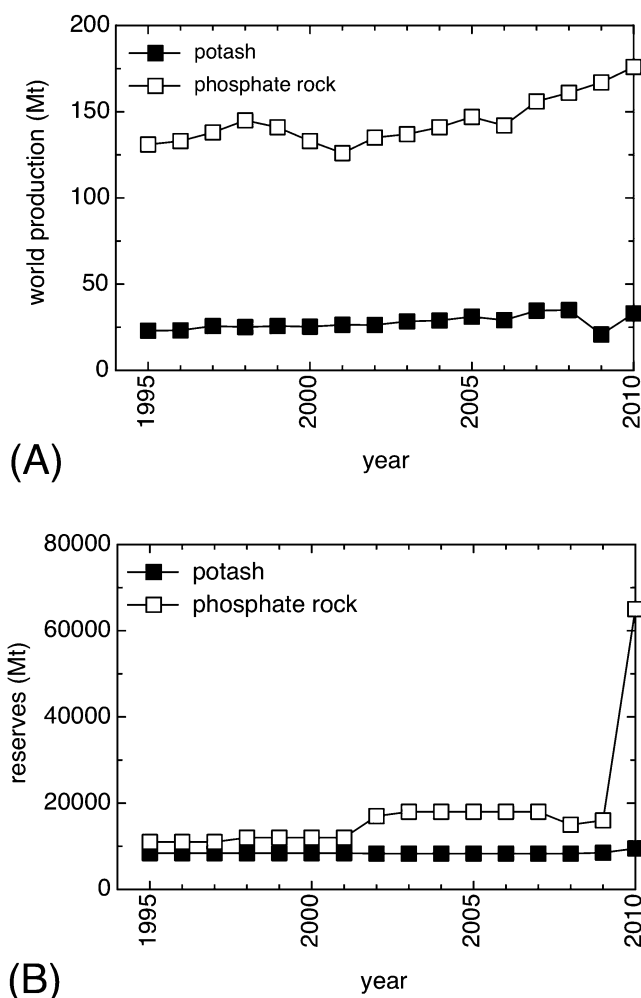 200
150
100
50
0
world production (Mt)
potash
phosphate rock
1995
2000
2005
2010
year
(A)
80000
60000
40000
20000
0
reserves (Mt)
potash
phosphate rock
1995
2000
2005
2010
year
(B)